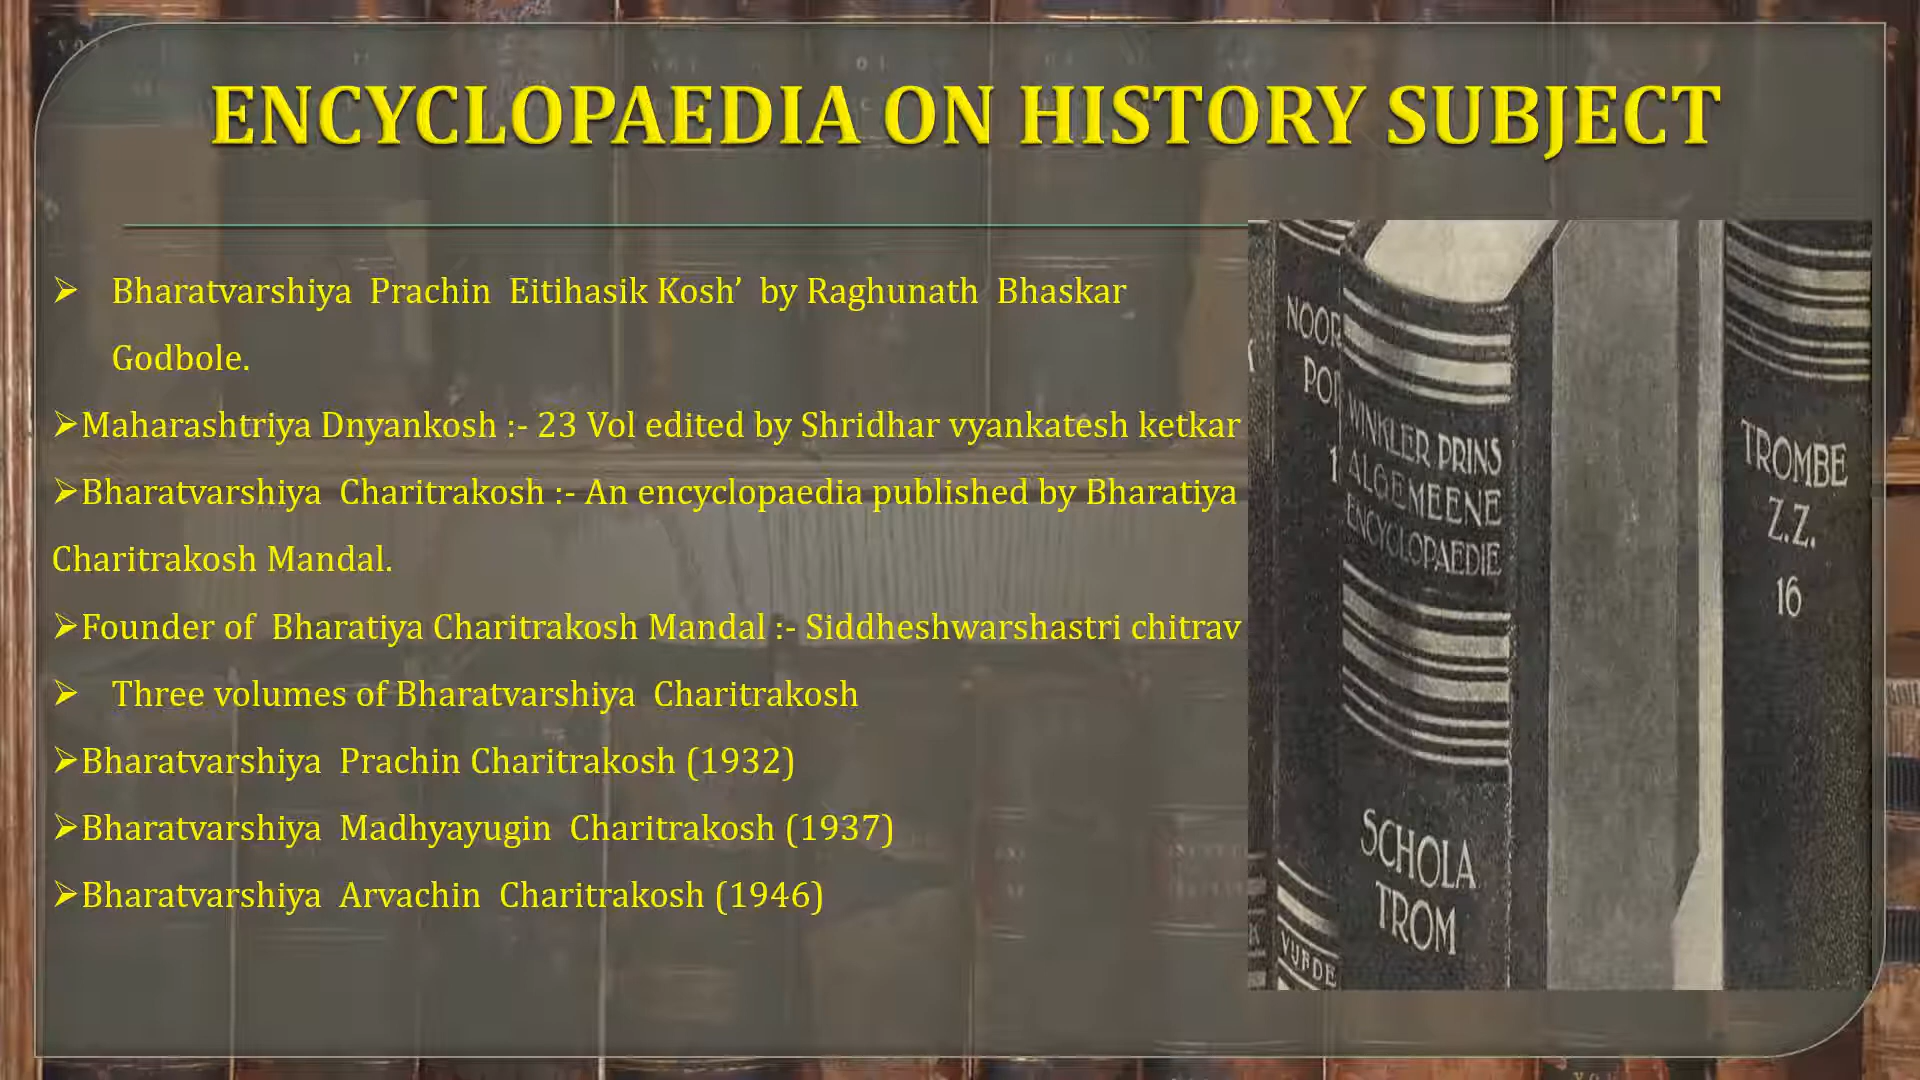 ENCYCLOPAEDIA ON HISTORY SUBJECT
➢ Bharatvarshiya Prachin Eitihasik Kosh’ by Raghunath Bhaskar
Godbole.
➢Maharashtriya Dnyankosh :- 23 Vol edited by Shridhar vyankatesh ketkar
➢Bharatvarshiya Charitrakosh :- An encyclopaedia published by Bharatiya
Charitrakosh Mandal.
➢Founder of Bharatiya Charitrakosh Mandal :- Siddheshwarshastri chitrav
➢ Three volumes of Bharatvarshiya Charitrakosh
➢Bharatvarshiya Prachin Charitrakosh (1932)
➢Bharatvarshiya Madhyayugin Charitrakosh (1937)
➢Bharatvarshiya Arvachin Charitrakosh (1946)
NOOR
POR
1
WINKLER PRINS
ALGEMEENE
ENCYCLOPAEDIE
SCHOLA
TROM
TROMBE
Z.Z.
16